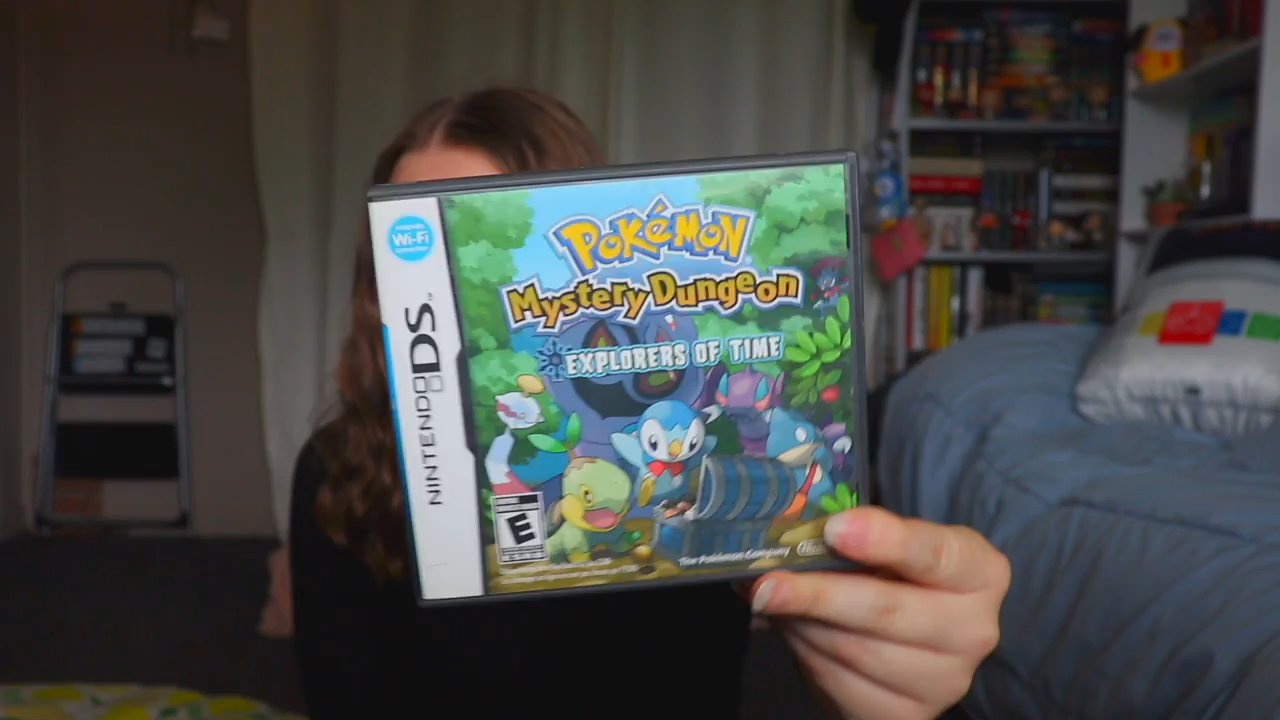 Wi-Fi
NINTENDO DS
POKéMON
Mystery Dungeon
EXPLORERS OF TIME
E
The Pokémon Company